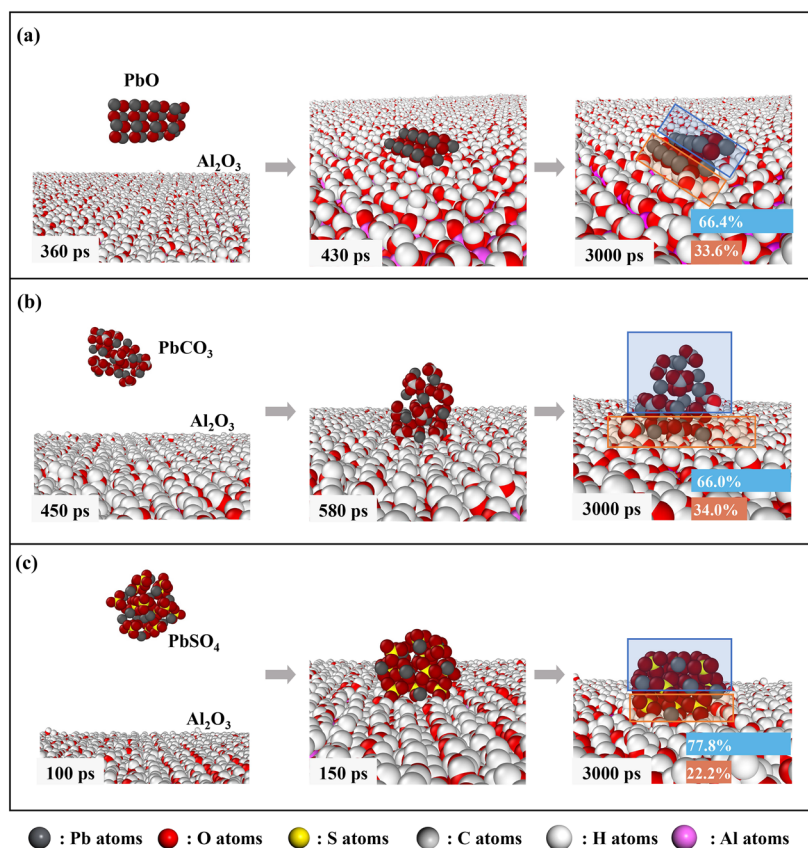 (a)
PbO
Al₂O₃
360 ps
430 ps
3000 ps
66.4%
33.6%
(b)
PbCO₃
Al₂O₃
450 ps
580 ps
3000 ps
66.0%
34.0%
(c)
PbSO₄
Al₂O₃
100 ps
150 ps
3000 ps
77.8%
22.2%
: Pb atoms : O atoms : S atoms : C atoms : H atoms : Al atoms